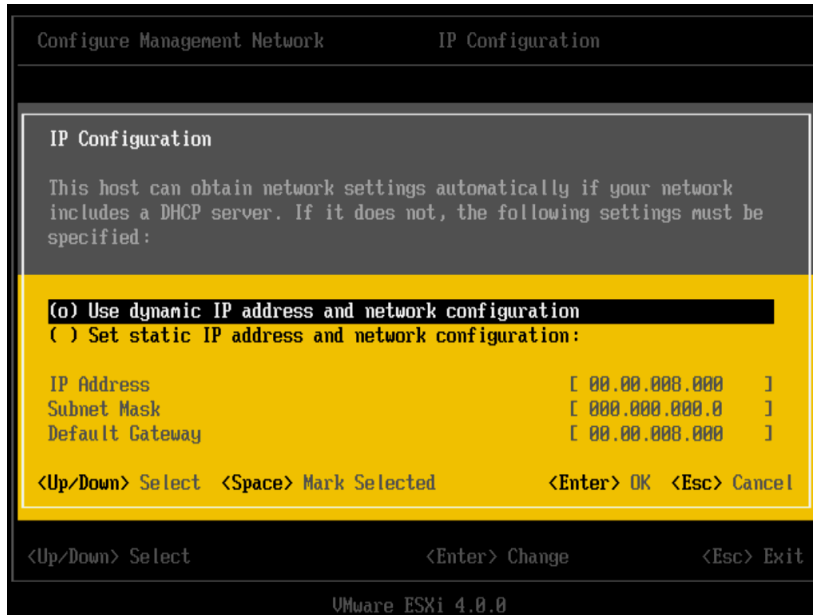 Configure Management Network IP Configuration
IP Configuration
This host can obtain network settings automatically if your network
includes a DHCP server. If it does not, the following settings must be
specified:
(o) Use dynamic IP address and network configuration
( ) Set static IP address and network configuration:
IP Address [ 00.00.008.000 ]
Subnet Mask [ 000.000.000.0 ]
Default Gateway [ 00.00.008.000 ]
<Up/Down> Select <Space> Mark Selected <Enter> OK <Esc> Cancel
<Up/Down> Select <Enter> Change <Esc> Exit
VMware ESXi 4.0.0